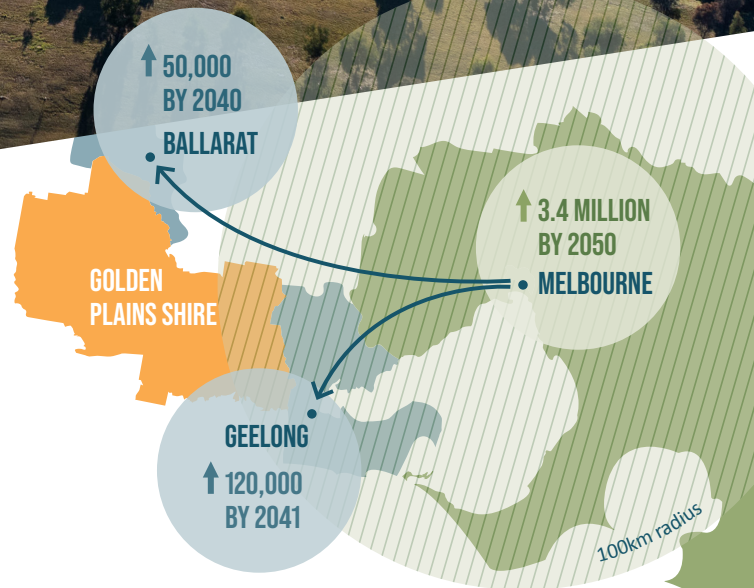 50,000
BY 2040
BALLARAT
3.4 MILLION
BY 2050
MELBOURNE
GOLDEN
PLAINS SHIRE
GEELONG
120,000
BY 2041
100km radius